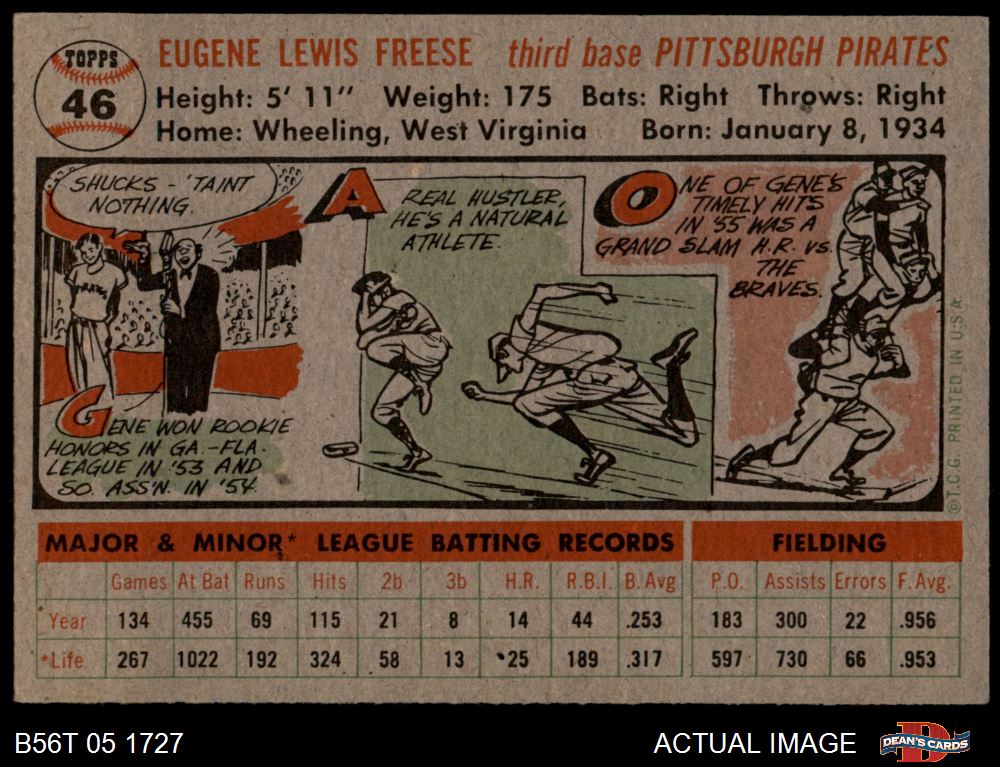 TOPPS
46
EUGENE LEWIS FREESE third base PITTSBURGH PIRATES
Height: 5' 11" Weight: 175 Bats: Right Throws: Right
Home: Wheeling, West Virginia Born: January 8, 1934
SHUCKS - 'TAINT
NOTHING.
PIRATES
GENE WON ROOKIE
HONORS IN GA.-FLA.
LEAGUE IN '53 AND
SO. ASS'N. IN '54.
A
REAL HUSTLER,
HE'S A NATURAL
ATHLETE.
ONE OF GENE'S
TIMELY HITS
IN '55 WAS A
GRAND SLAM H.R. vs.
THE
BRAVES.
©T.C.G. PRINTED IN U.S.A.
MAJOR & MINOR* LEAGUE BATTING RECORDS FIELDING
Games At Bat Runs Hits 2b 3b H.R. R.B.I. B. Avg P.O. Assists Errors F. Avg.
Year 134 455 69 115 21 8 14 44 .253 183 300 22 .956
*Life 267 1022 192 324 58 13 25 189 .317 597 730 66 .953
B56T 05 1727 ACTUAL IMAGE DEAN'S CARDS